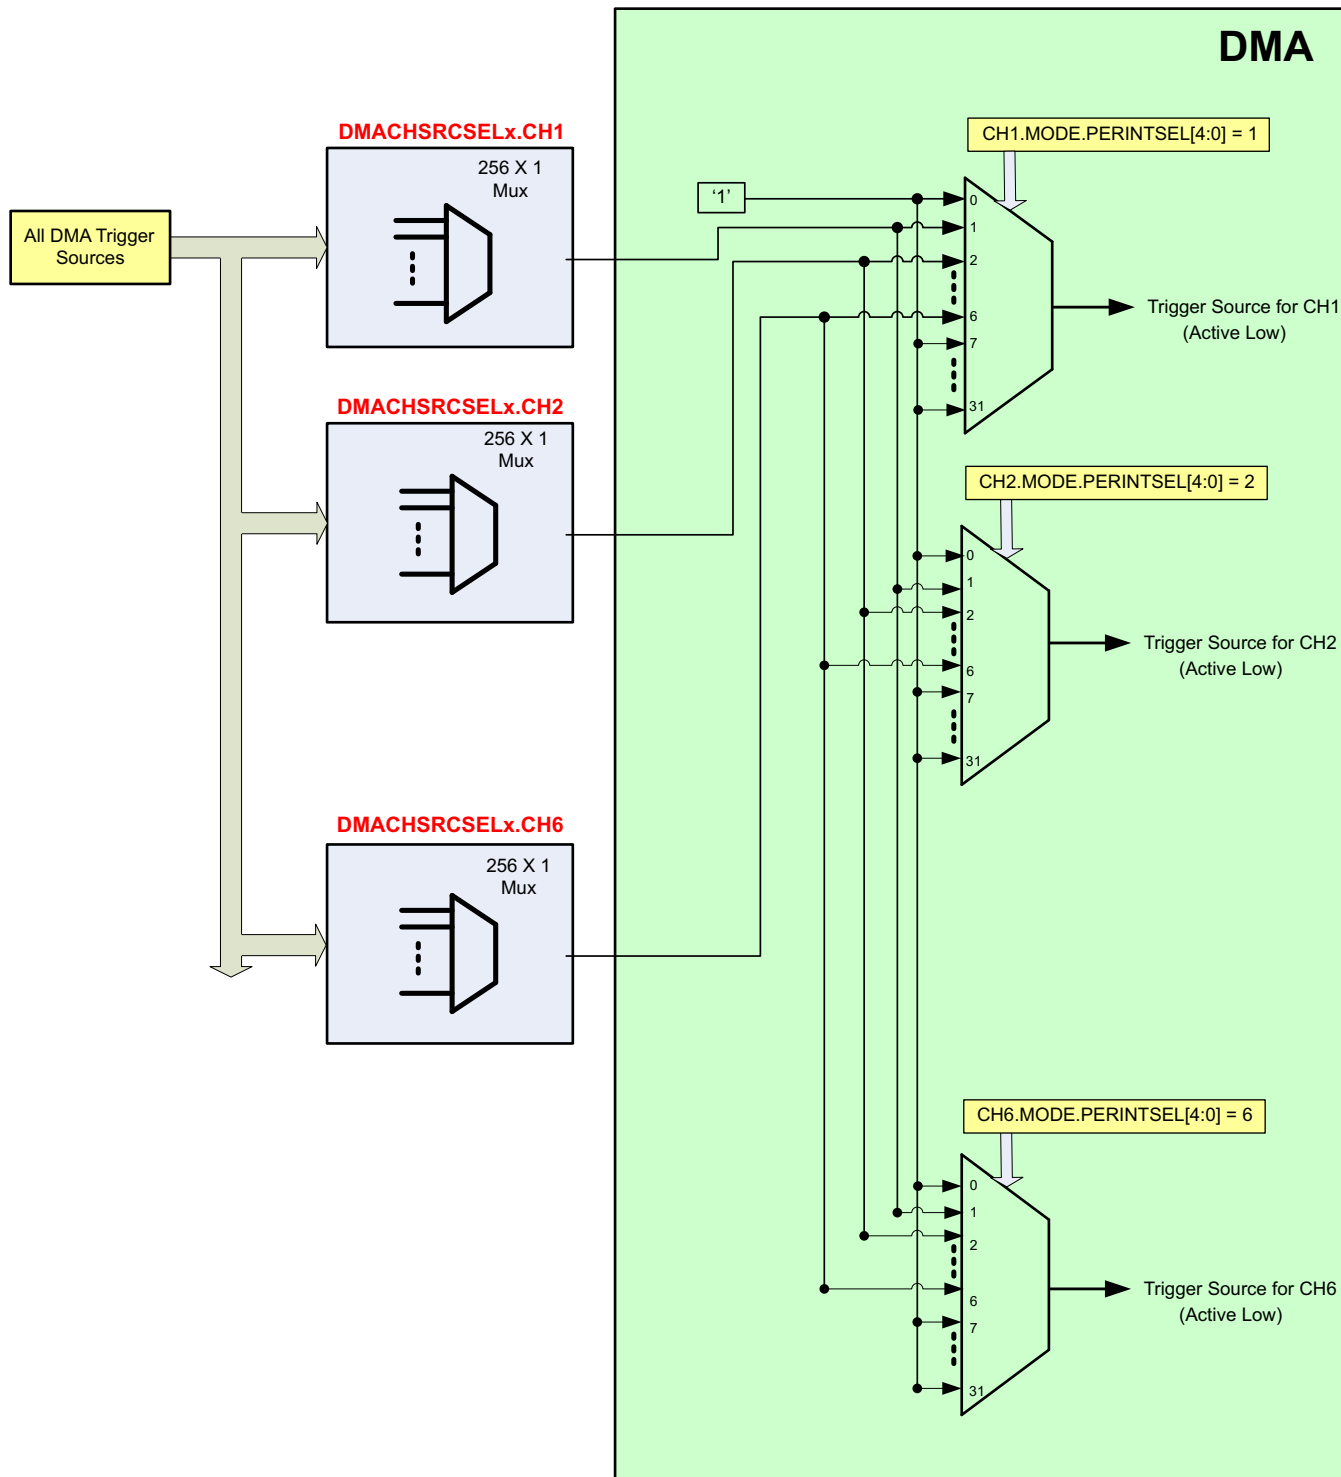 DMA
DMACHSRCSELx.CH1
256 X 1
Mux
All DMA Trigger
Sources
'1'
CH1.MODE.PERINTSEL[4:0] = 1
0
1
2
6
7
31
Trigger Source for CH1
(Active Low)
DMACHSRCSELx.CH2
256 X 1
Mux
CH2.MODE.PERINTSEL[4:0] = 2
0
1
2
6
7
31
Trigger Source for CH2
(Active Low)
DMACHSRCSELx.CH6
256 X 1
Mux
CH6.MODE.PERINTSEL[4:0] = 6
0
1
2
6
7
31
Trigger Source for CH6
(Active Low)